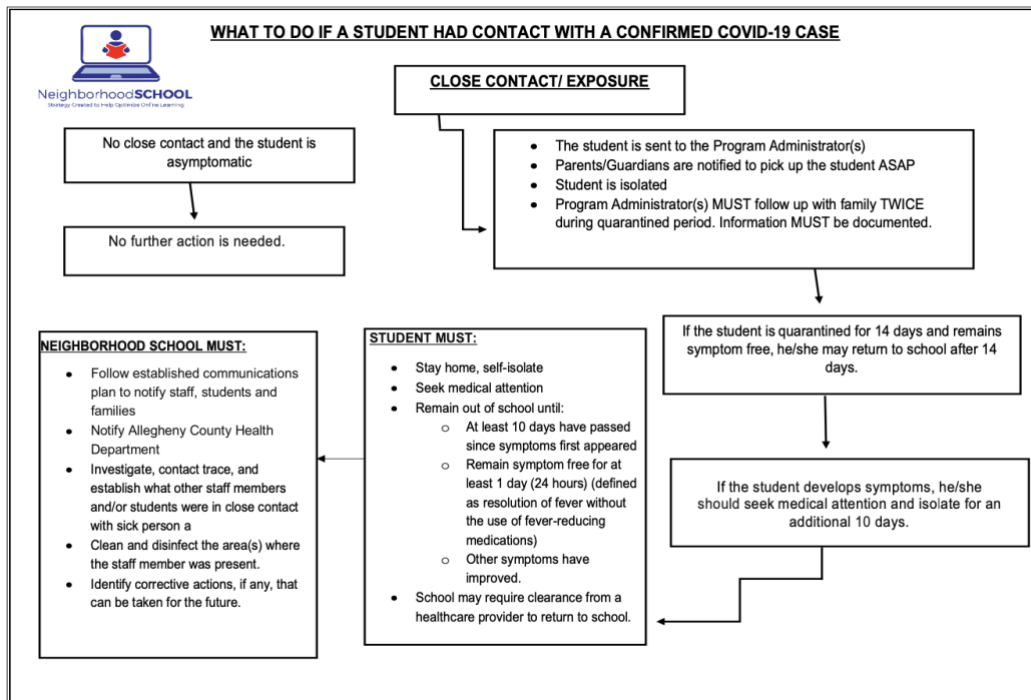 WHAT TO DO IF A STUDENT HAD CONTACT WITH A CONFIRMED COVID-19 CASE
NeighborhoodSCHOOL
Strategy Created to Help Optimize Online Learning
CLOSE CONTACT/ EXPOSURE
No close contact and the student is
asymptomatic
No further action is needed.
• The student is sent to the Program Administrator(s)
• Parents/Guardians are notified to pick up the student ASAP
• Student is isolated
• Program Administrator(s) MUST follow up with family TWICE
during quarantined period. Information MUST be documented.
If the student is quarantined for 14 days and remains
symptom free, he/she may return to school after 14
days.
If the student develops symptoms, he/she
should seek medical attention and isolate for an
additional 10 days.
STUDENT MUST:
• Stay home, self-isolate
• Seek medical attention
• Remain out of school until:
o At least 10 days have passed
since symptoms first appeared
o Remain symptom free for at
least 1 day (24 hours) (defined
as resolution of fever without
the use of fever-reducing
medications)
o Other symptoms have
improved.
• School may require clearance from a
healthcare provider to return to school.
NEIGHBORHOOD SCHOOL MUST:
• Follow established communications
plan to notify staff, students and
families
• Notify Allegheny County Health
Department
• Investigate, contact trace, and
establish what other staff members
and/or students were in close contact
with sick person a
• Clean and disinfect the area(s) where
the staff member was present.
• Identify corrective actions, if any, that
can be taken for the future.